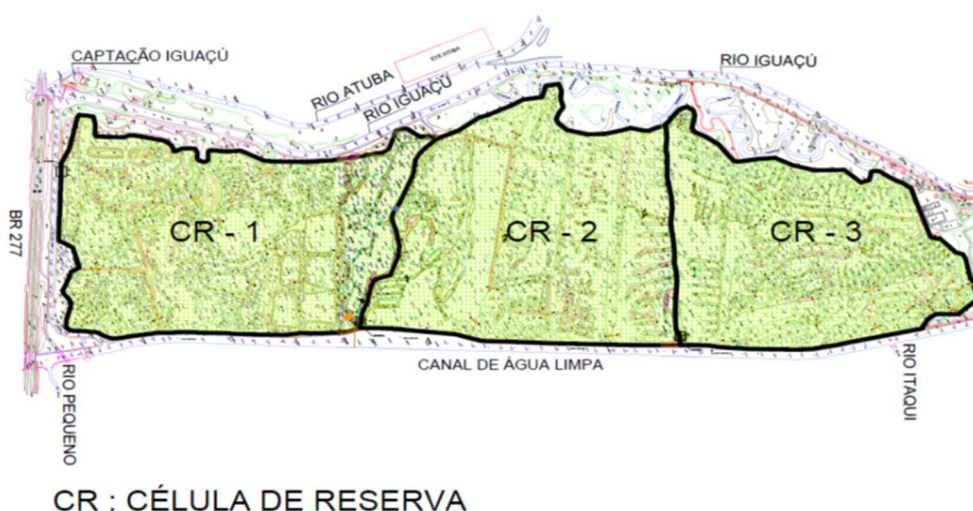 CAPTAÇÃO IGUAÇÚ
RIO ATUBA
RIO IGUAÇÚ
RIO IGUAÇÚ
BR 277
CR - 1
CR - 2
CR - 3
CANAL DE ÁGUA LIMPA
RIO PEQUENO
RIO ITAQUI
CR : CÉLULA DE RESERVA